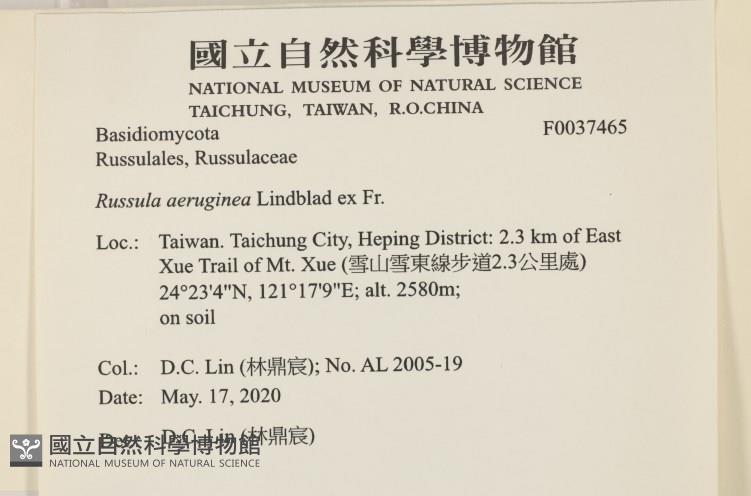 國立自然科學博物館
NATIONAL MUSEUM OF NATURAL SCIENCE
TAICHUNG, TAIWAN, R.O.CHINA
Basidiomycota F0037465
Russulales, Russulaceae
Russula aeruginea Lindblad ex Fr.
Loc.: Taiwan. Taichung City, Heping District: 2.3 km of East
Xue Trail of Mt. Xue (雪山雪東線步道2.3公里處)
24°23'4"N, 121°17'9"E; alt. 2580m;
on soil
Col.: D.C. Lin (林鼎宸); No. AL 2005-19
Date: May. 17, 2020
D.C. Lin (林鼎宸)
國立自然科學博物館
NATIONAL MUSEUM OF NATURAL SCIENCE